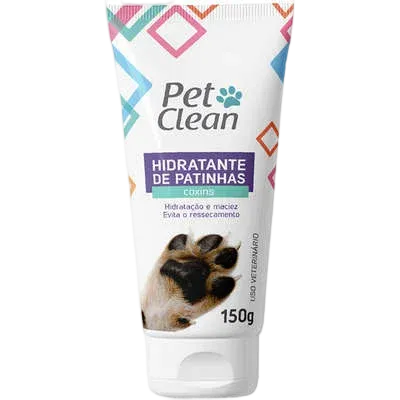 Pet
Clean
HIDRATANTE
DE PATINHAS
coxins
Hidratação e maciez
Evita o ressecamento
USO VETERINÁRIO
150g